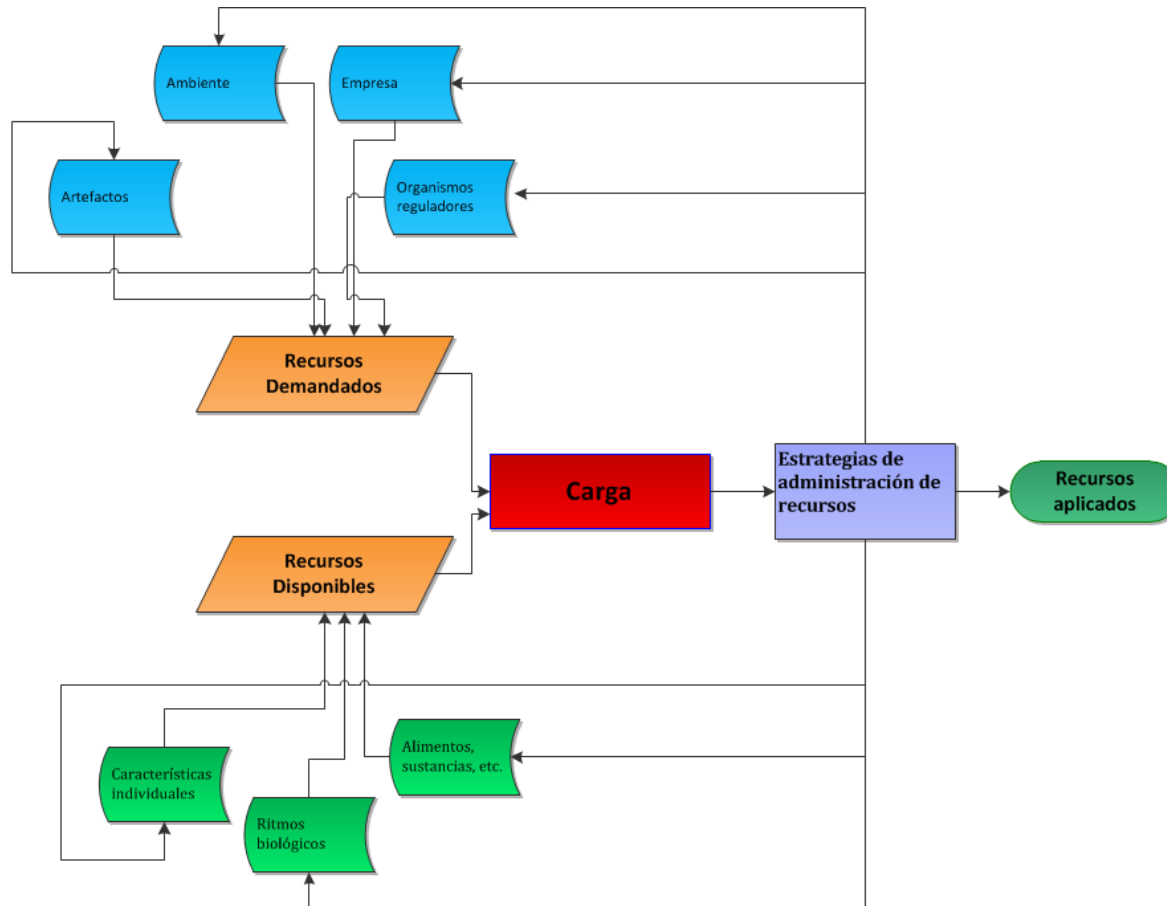 Ambiente
Empresa
Artefactos
Organismos
reguladores
Recursos
Demandados
Carga
Estrategias de
administración de
recursos
Recursos
aplicados
Recursos
Disponibles
Características
individuales
Alimentos,
sustancias, etc.
Ritmos
biológicos